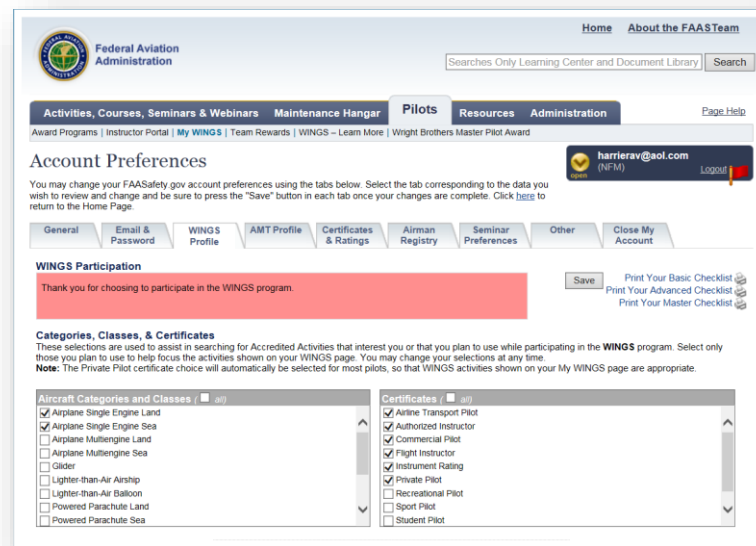 Home About the FAASTeam
Federal Aviation
Administration
Searches Only Learning Center and Document Library Search
Activities, Courses, Seminars & Webinars Maintenance Hangar Pilots Resources Administration Page Help
Award Programs | Instructor Portal | My WINGS | Team Rewards | WINGS – Learn More | Wright Brothers Master Pilot Award
Account Preferences
open
harrierav@aol.com
(NFM) Logout
You may change your FAASafety.gov account preferences using the tabs below. Select the tab corresponding to the data you
wish to review and change and be sure to press the "Save" button in each tab once your changes are complete. Click here to
return to the Home Page.
General
Email &
Password
WINGS
Profile
AMT Profile
Certificates
& Ratings
Airman
Registry
Seminar
Preferences
Other
Close My
Account
WINGS Participation
Thank you for choosing to participate in the WINGS program.
Save
Print Your Basic Checklist
Print Your Advanced Checklist
Print Your Master Checklist
Categories, Classes, & Certificates
These selections are used to assist in searching for Accredited Activities that interest you or that you plan to use while participating in the WINGS program. Select only
those you plan to use to help focus the activities shown on your WINGS page. You may change your selections at any time.
Note: The Private Pilot certificate choice will automatically be selected for most pilots, so that WINGS activities shown on your My WINGS page are appropriate.
Aircraft Categories and Classes ( all)
Airplane Single Engine Land
Airplane Single Engine Sea
Airplane Multiengine Land
Airplane Multiengine Sea
Glider
Lighter-than-Air Airship
Lighter-than-Air Balloon
Powered Parachute Land
Powered Parachute Sea
Certificates ( all)
Airline Transport Pilot
Authorized Instructor
Commercial Pilot
Flight Instructor
Instrument Rating
Private Pilot
Recreational Pilot
Sport Pilot
Student Pilot